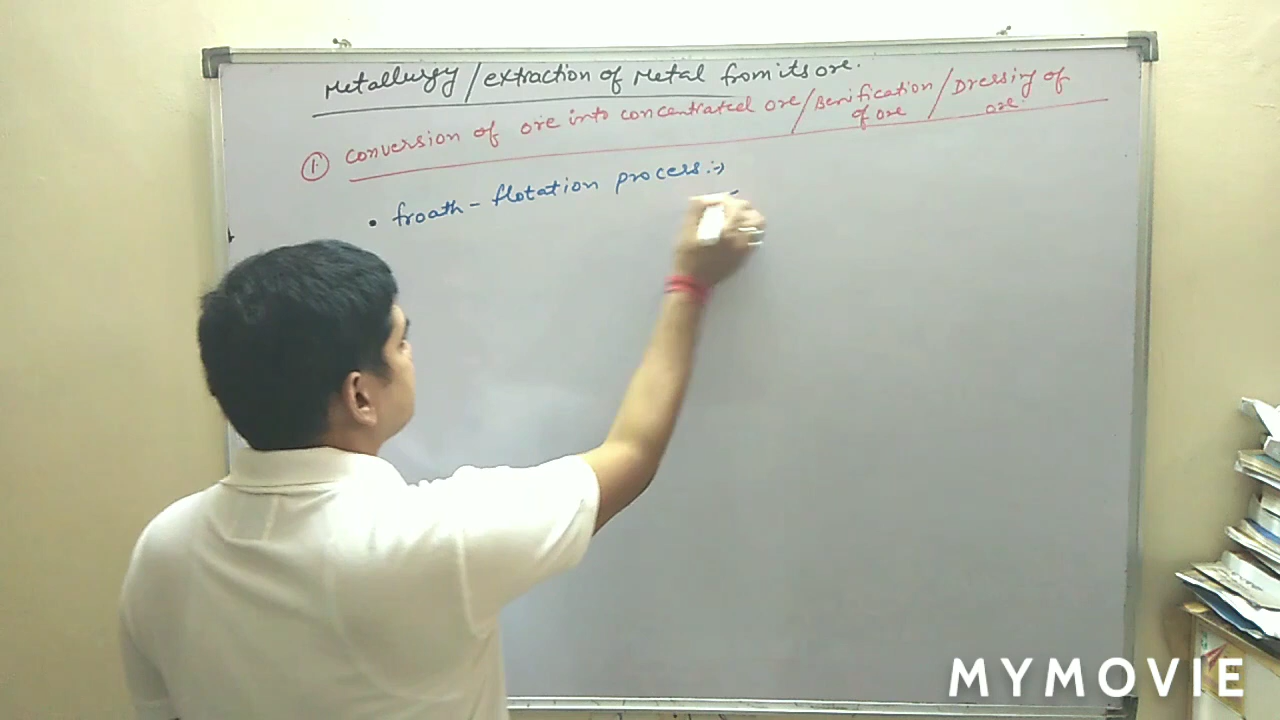 Metallurgy / extraction of Metal from its ore.
① Conversion of ore into concentrated ore / Benification of ore / Dressing of ore.
• froath - flotation process :->
MYMOVIE